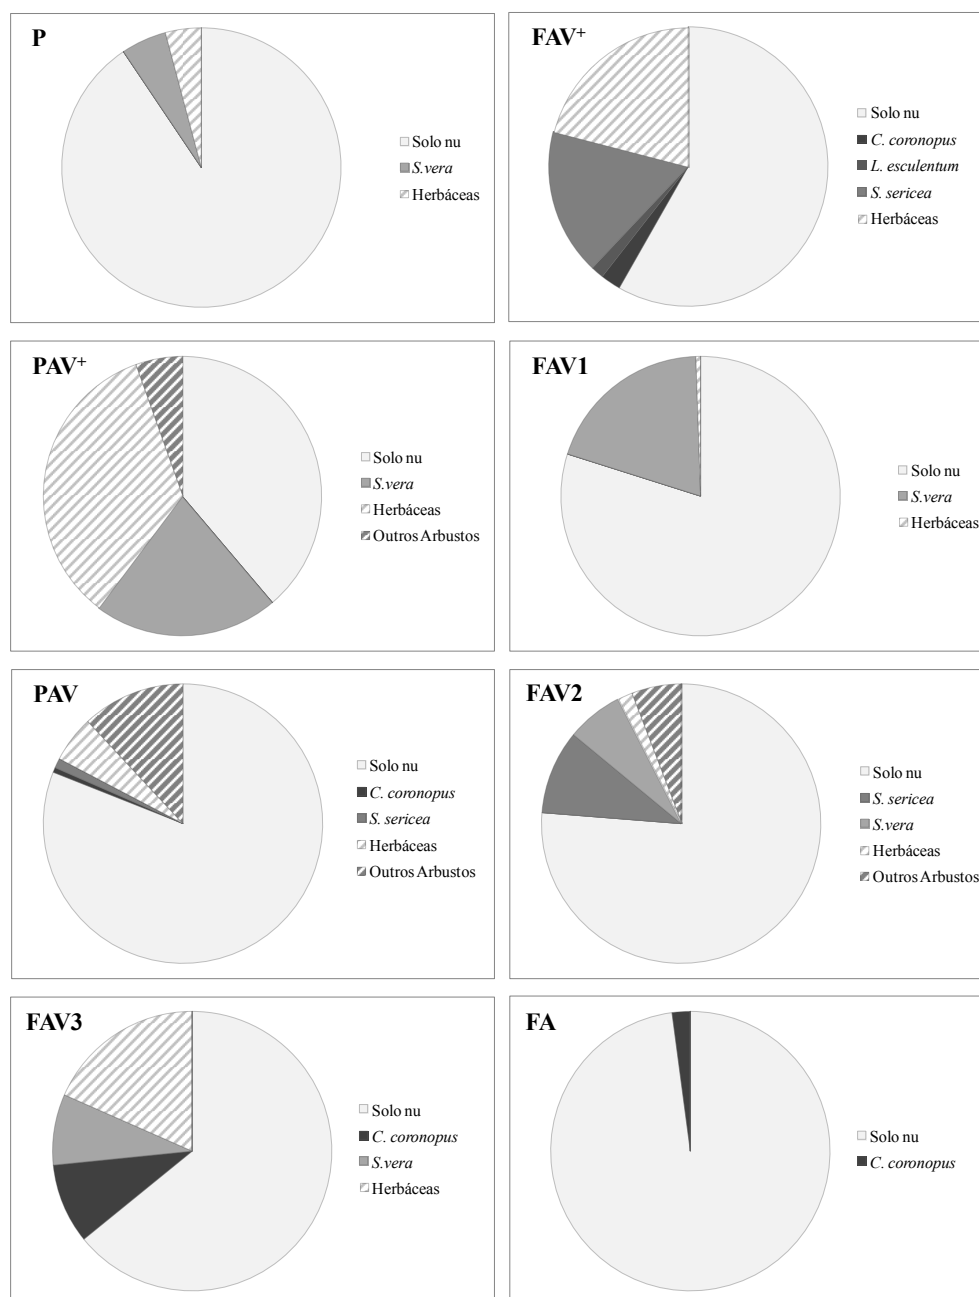 P
Solo nu
S.vera
Herbáceas
FAV+
Solo nu
C. coronopus
L. esculentum
S. sericea
Herbáceas
PAV+
Solo nu
S.vera
Herbáceas
Outros Arbustos
FAV1
Solo nu
S.vera
Herbáceas
PAV
Solo nu
C. coronopus
S. sericea
Herbáceas
Outros Arbustos
FAV2
Solo nu
S. sericea
S.vera
Herbáceas
Outros Arbustos
FAV3
Solo nu
C. coronopus
S.vera
Herbáceas
FA
Solo nu
C. coronopus